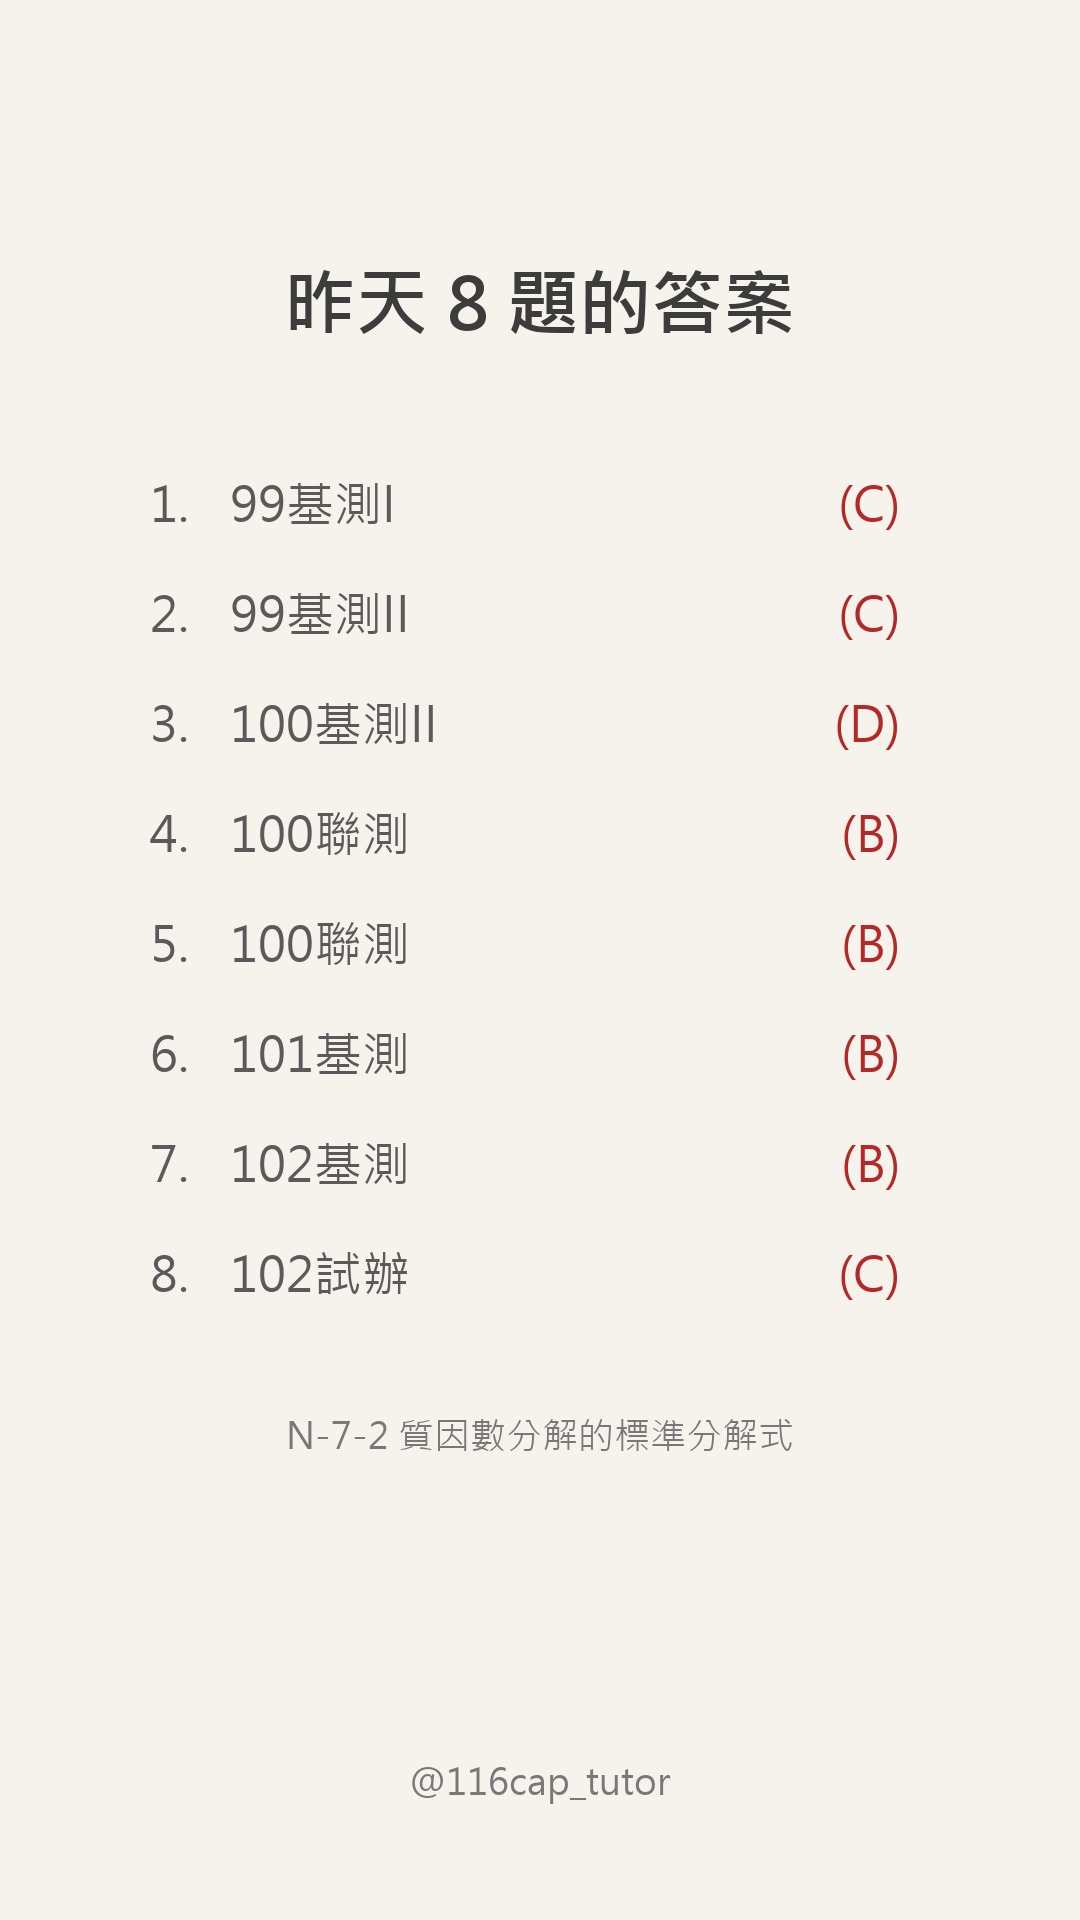 昨天 8 題的答案
1. 99基測I (C)
2. 99基測II (C)
3. 100基測II (D)
4. 100聯測 (B)
5. 100聯測 (B)
6. 101基測 (B)
7. 102基測 (B)
8. 102試辦 (C)
N-7-2 質因數分解的標準分解式
@116cap_tutor